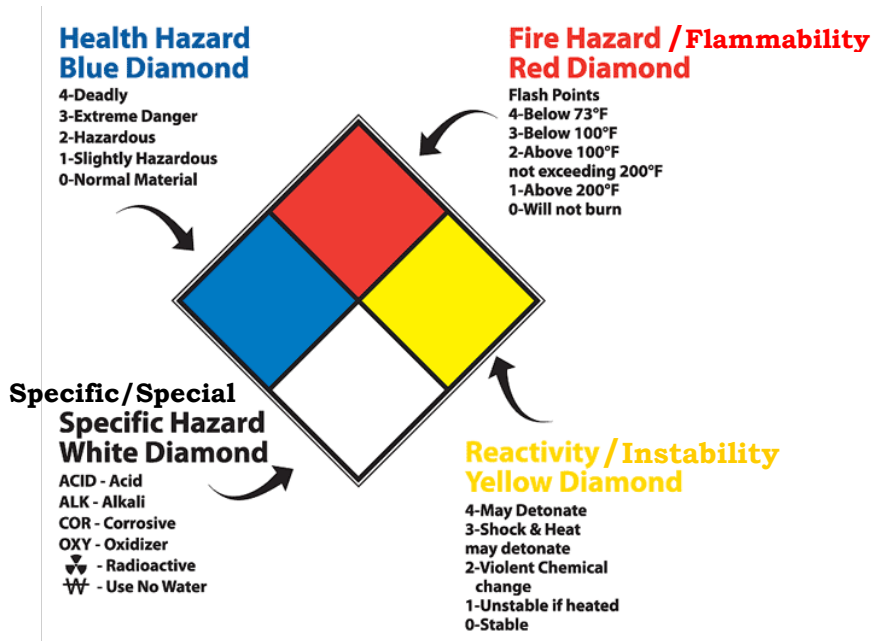 Health Hazard
Blue Diamond
4-Deadly
3-Extreme Danger
2-Hazardous
1-Slightly Hazardous
0-Normal Material
Fire Hazard /Flammability
Red Diamond
Flash Points
4-Below 73°F
3-Below 100°F
2-Above 100°F
not exceeding 200°F
1-Above 200°F
0-Will not burn
Specific/Special
Specific Hazard
White Diamond
ACID - Acid
ALK - Alkali
COR - Corrosive
OXY - Oxidizer
- Radioactive
W - Use No Water
Reactivity/Instability
Yellow Diamond
4-May Detonate
3-Shock & Heat
may detonate
2-Violent Chemical
change
1-Unstable if heated
0-Stable